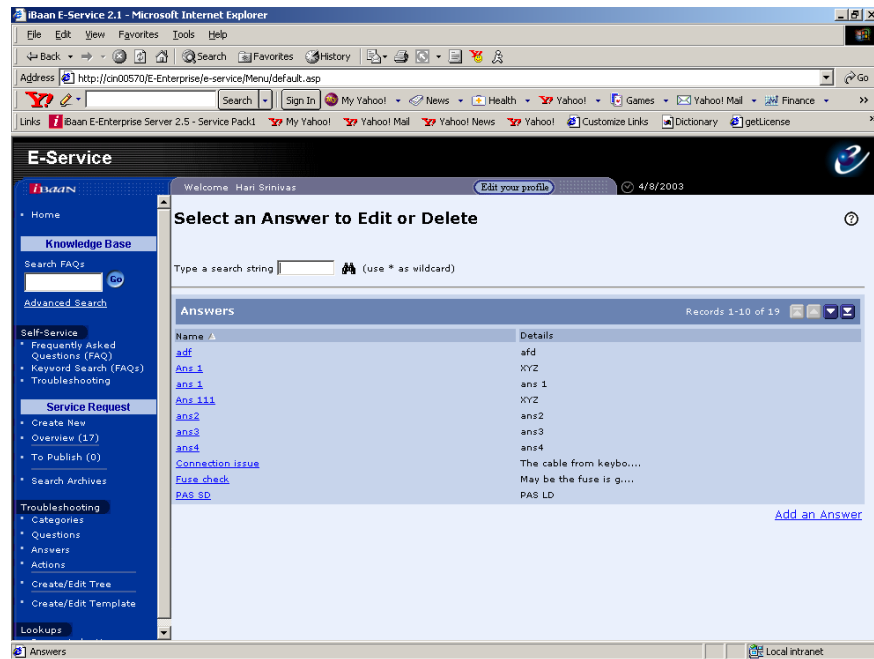 iBaan E-Service 2.1 - Microsoft Internet Explorer
File Edit View Favorites Tools Help
Back Search Favorites History
Address http://cin00570/E-Enterprise/e-service/Menu/default.asp Go
Y! Search Sign In My Yahoo! News Health Yahoo! Games Yahoo! Mail Finance »
Links iBaan E-Enterprise Server 2.5 - Service Pack1 My Yahoo! Yahoo! Mail Yahoo! News Yahoo! Customize Links Dictionary getLicense »
E-Service
iBaan
Welcome Hari Srinivas Edit your profile 4/8/2003
Home
Knowledge Base
Search FAQs
Go
Advanced Search
Self-Service
Frequently Asked
Questions (FAQ)
Keyword Search (FAQs)
Troubleshooting
Service Request
Create New
Overview (17)
To Publish (0)
Search Archives
Troubleshooting
Categories
Questions
Answers
Actions
Create/Edit Tree
Create/Edit Template
Lookups
Select an Answer to Edit or Delete ?
Type a search string (use * as wildcard)
Answers Records 1-10 of 19
Name Details
adf afd
Ans 1 XYZ
ans 1 ans 1
Ans 111 XYZ
ans2 ans2
ans3 ans3
ans4 ans4
Connection issue The cable from keybo....
Fuse check May be the fuse is g....
PAS SD PAS LD
Add an Answer
Answers Local intranet